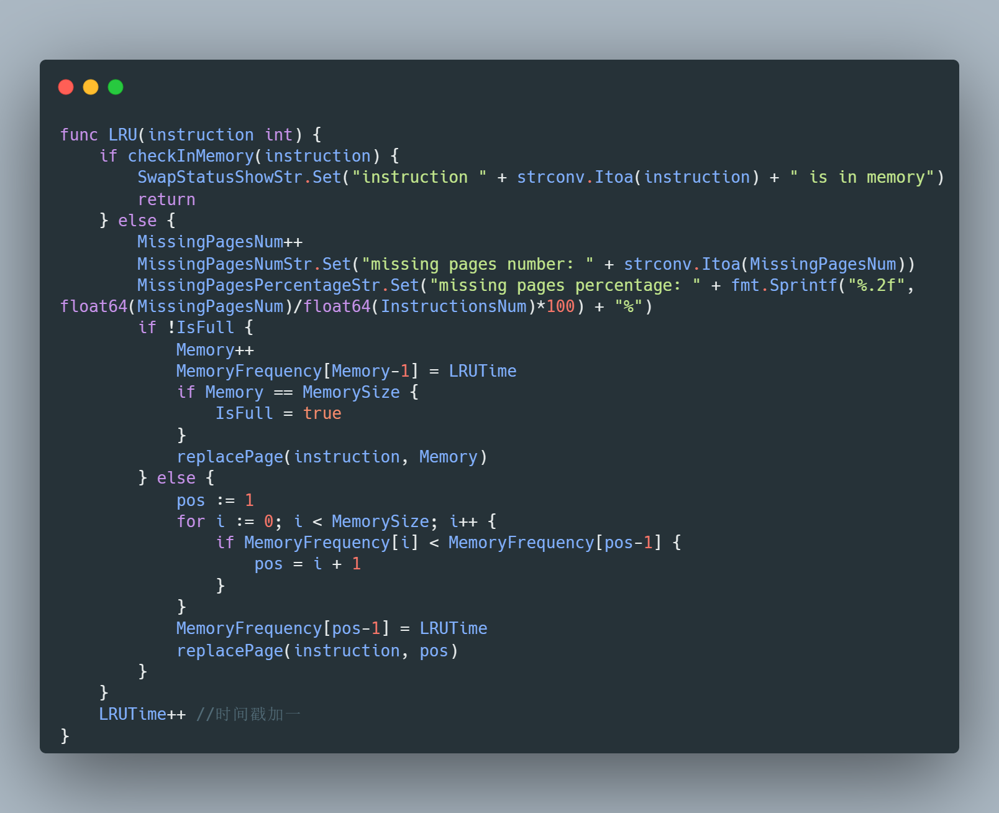 func LRU(instruction int) {
    if checkInMemory(instruction) {
        SwapStatusShowStr.Set("instruction " + strconv.Itoa(instruction) + " is in memory")
        return
    } else {
        MissingPagesNum++
        MissingPagesNumStr.Set("missing pages number: " + strconv.Itoa(MissingPagesNum))
        MissingPagesPercentageStr.Set("missing pages percentage: " + fmt.Sprintf("%.2f",
float64(MissingPagesNum)/float64(InstructionsNum)*100) + "%")
        if !IsFull {
            Memory++
            MemoryFrequency[Memory-1] = LRUTime
            if Memory == MemorySize {
                IsFull = true
            }
            replacePage(instruction, Memory)
        } else {
            pos := 1
            for i := 0; i < MemorySize; i++ {
                if MemoryFrequency[i] < MemoryFrequency[pos-1] {
                    pos = i + 1
                }
            }
            MemoryFrequency[pos-1] = LRUTime
            replacePage(instruction, pos)
        }
    }
    LRUTime++ //时间戳加一
}